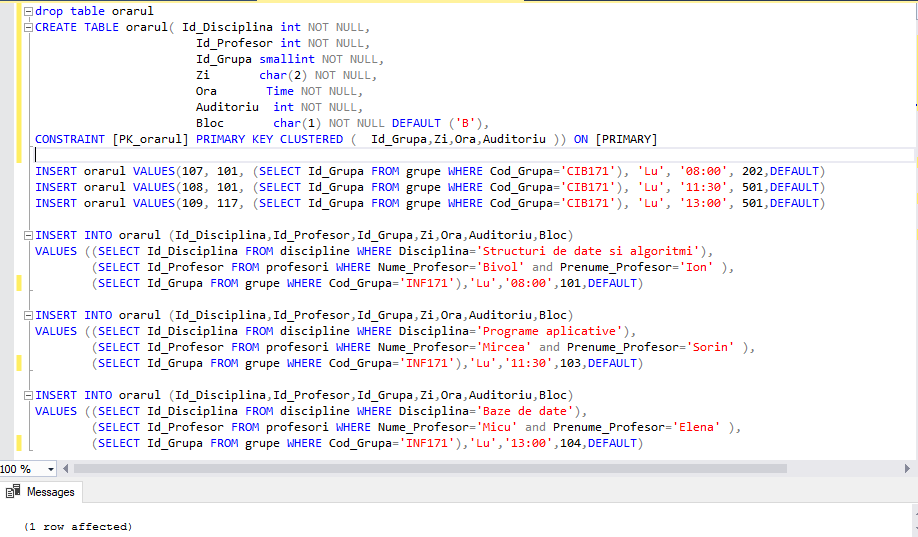 drop table orarul
CREATE TABLE orarul( Id_Disciplina int NOT NULL,
Id_Profesor int NOT NULL,
Id_Grupa smallint NOT NULL,
Zi char(2) NOT NULL,
Ora Time NOT NULL,
Auditoriu int NOT NULL,
Bloc char(1) NOT NULL DEFAULT ('B'),
CONSTRAINT [PK_orarul] PRIMARY KEY CLUSTERED ( Id_Grupa,Zi,Ora,Auditoriu )) ON [PRIMARY]
INSERT orarul VALUES(107, 101, (SELECT Id_Grupa FROM grupe WHERE Cod_Grupa='CIB171'), 'Lu', '08:00', 202,DEFAULT)
INSERT orarul VALUES(108, 101, (SELECT Id_Grupa FROM grupe WHERE Cod_Grupa='CIB171'), 'Lu', '11:30', 501,DEFAULT)
INSERT orarul VALUES(109, 117, (SELECT Id_Grupa FROM grupe WHERE Cod_Grupa='CIB171'), 'Lu', '13:00', 501,DEFAULT)
INSERT INTO orarul (Id_Disciplina,Id_Profesor,Id_Grupa,Zi,Ora,Auditoriu,Bloc)
VALUES ((SELECT Id_Disciplina FROM discipline WHERE Disciplina='Structuri de date si algoritmi'),
(SELECT Id_Profesor FROM profesori WHERE Nume_Profesor='Bivol' and Prenume_Profesor='Ion' ),
(SELECT Id_Grupa FROM grupe WHERE Cod_Grupa='INF171'),'Lu','08:00',101,DEFAULT)
INSERT INTO orarul (Id_Disciplina,Id_Profesor,Id_Grupa,Zi,Ora,Auditoriu,Bloc)
VALUES ((SELECT Id_Disciplina FROM discipline WHERE Disciplina='Programe aplicative'),
(SELECT Id_Profesor FROM profesori WHERE Nume_Profesor='Mircea' and Prenume_Profesor='Sorin' ),
(SELECT Id_Grupa FROM grupe WHERE Cod_Grupa='INF171'),'Lu','11:30',103,DEFAULT)
INSERT INTO orarul (Id_Disciplina,Id_Profesor,Id_Grupa,Zi,Ora,Auditoriu,Bloc)
VALUES ((SELECT Id_Disciplina FROM discipline WHERE Disciplina='Baze de date'),
(SELECT Id_Profesor FROM profesori WHERE Nume_Profesor='Micu' and Prenume_Profesor='Elena' ),
(SELECT Id_Grupa FROM grupe WHERE Cod_Grupa='INF171'),'Lu','13:00',104,DEFAULT)
100 %
Messages
(1 row affected)